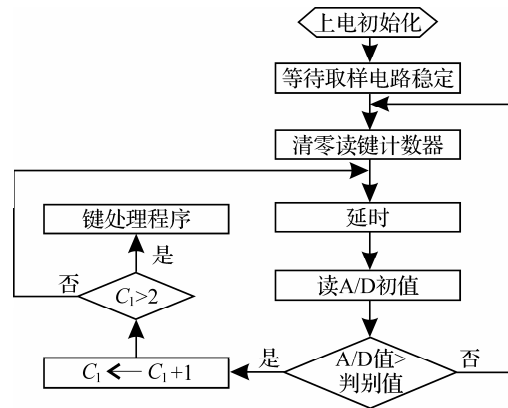 上电初始化
等待取样电路稳定
清零读键计数器
延时
读A/D初值
A/D值>
判别值
是
否
C₁ ← C₁+1
C₁>2
是
否
键处理程序